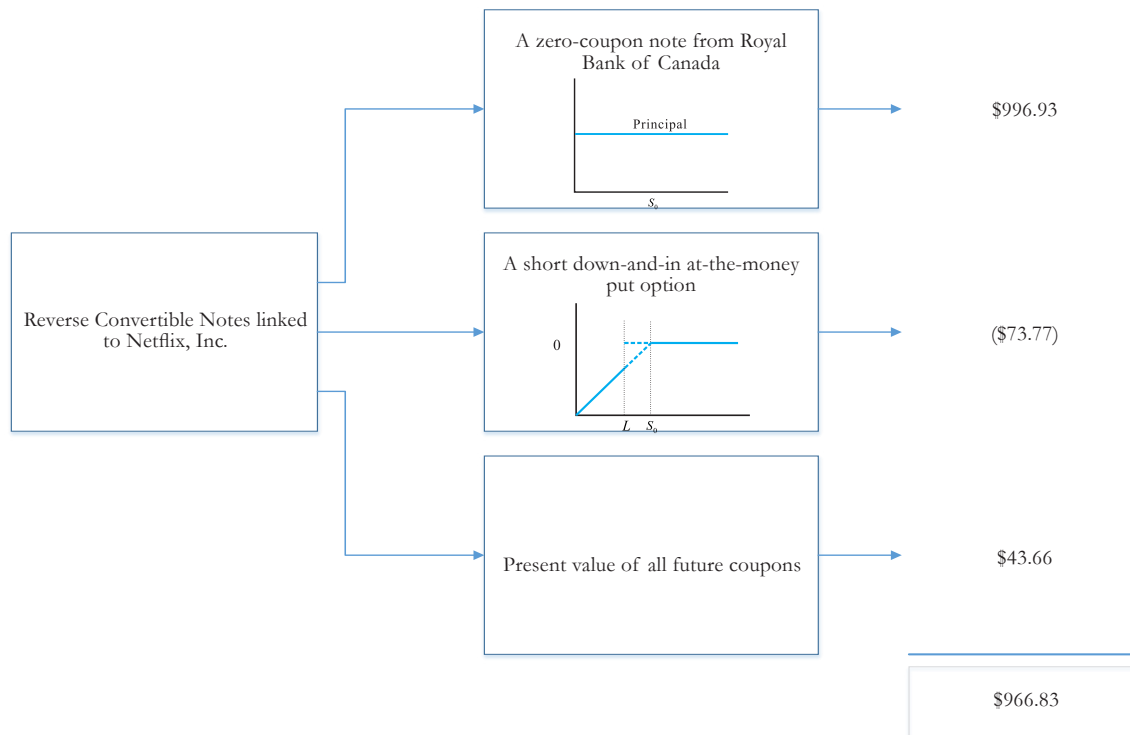 A zero-coupon note from Royal
Bank of Canada
Principal
S₀
$996.93
Reverse Convertible Notes linked
to Netflix, Inc.
A short down-and-in at-the-money
put option
0
L S₀
($73.77)
Present value of all future coupons
$43.66
$966.83